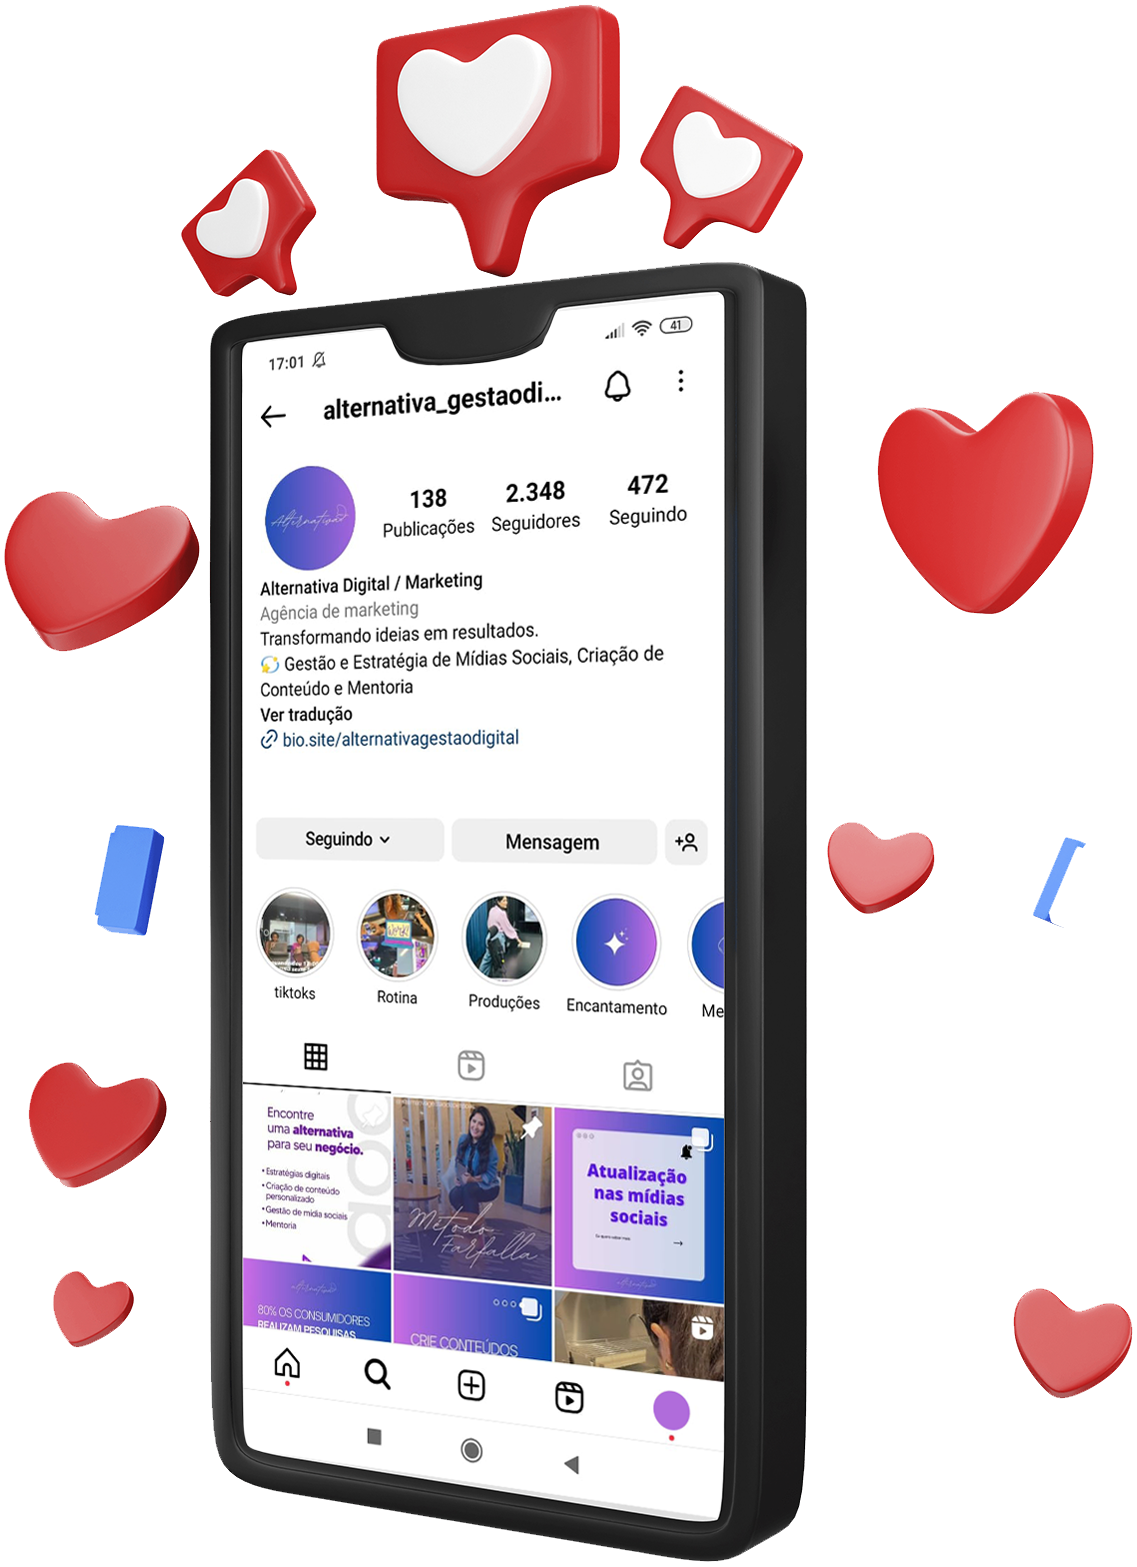 17:01
41
alternativa_gestaodi...
Alternativa
138
2.348
472
Publicações
Seguidores
Seguindo
Alternativa Digital / Marketing
Agência de marketing
Transformando ideias em resultados.
Gestão e Estratégia de Mídias Sociais, Criação de
Conteúdo e Mentoria
Ver tradução
bio.site/alternativagestaodigital
Seguindo
Mensagem
tiktoks
Rotina
Produções
Encantamento
Me
Encontre
uma alternativa
para seu negócio.
•Estratégias digitais
•Criação de conteúdo
personalizado
•Gestão de mídia sociais
•Mentoria
Método
Farfalla
Atualização
nas mídias
sociais
alternativa
80% OS CONSUMIDORES
REALIZAM PESQUISAS
CRIE CONTEÚDOS